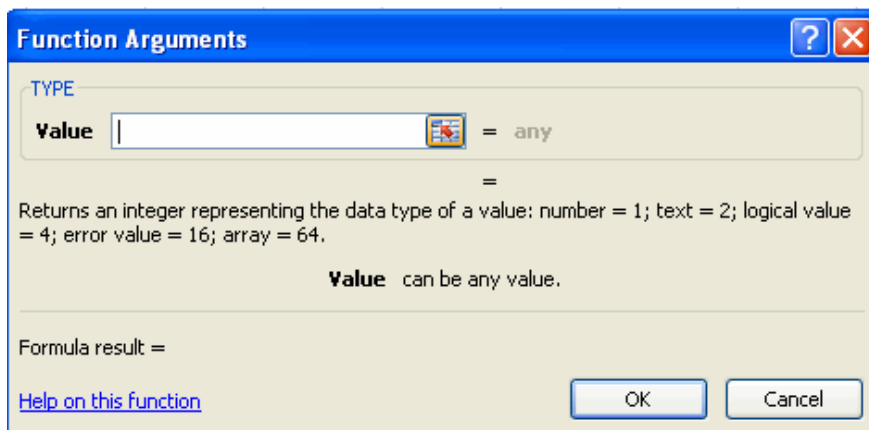 Function Arguments
TYPE
Value = any
=
Returns an integer representing the data type of a value: number = 1; text = 2; logical value
= 4; error value = 16; array = 64.
Value can be any value.
Formula result =
Help on this function OK Cancel